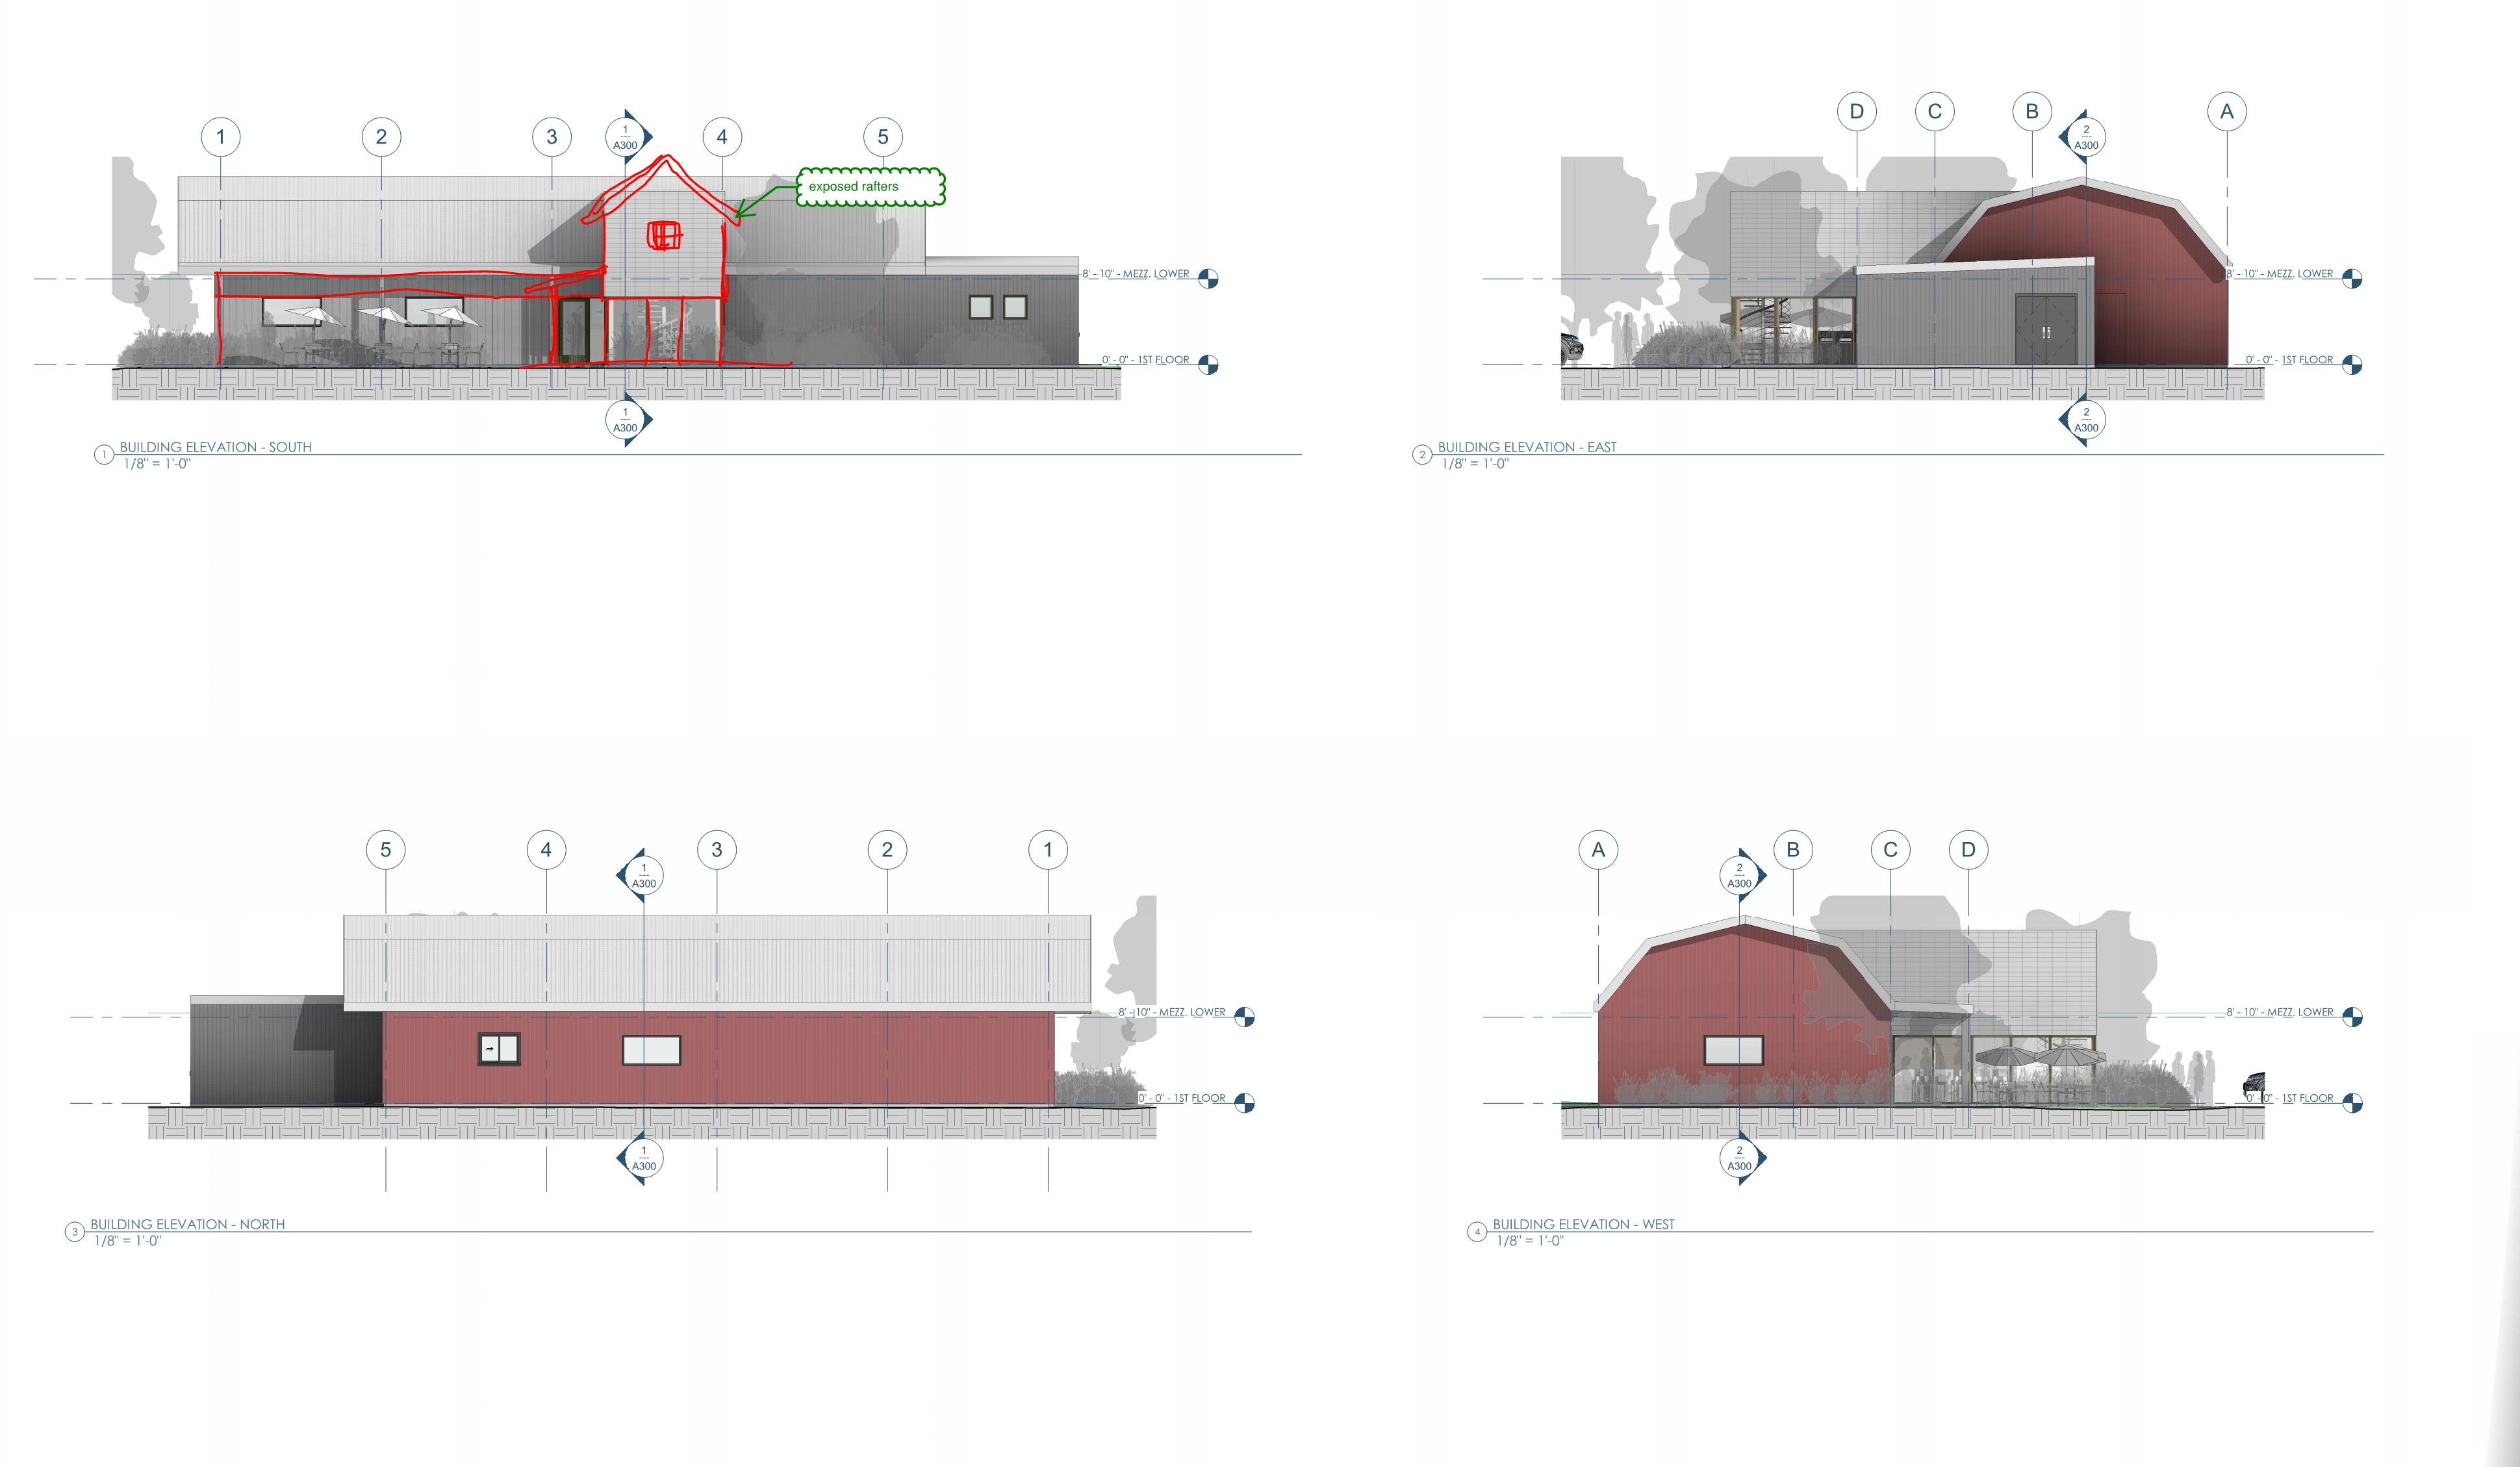 1
2
3
1
---
A300
4
5
exposed rafters
8' - 10" - MEZZ. LOWER
0' - 0" - 1ST FLOOR
1
---
A300
1 BUILDING ELEVATION - SOUTH
1/8" = 1'-0"
D
C
B
2
---
A300
A
8' - 10" - MEZZ. LOWER
0' - 0" - 1ST FLOOR
2
---
A300
2 BUILDING ELEVATION - EAST
1/8" = 1'-0"
5
4
1
---
A300
3
2
1
8' - 10" - MEZZ. LOWER
0' - 0" - 1ST FLOOR
1
---
A300
3 BUILDING ELEVATION - NORTH
1/8" = 1'-0"
A
2
---
A300
B
C
D
8' - 10" - MEZZ. LOWER
0' - 0" - 1ST FLOOR
2
---
A300
4 BUILDING ELEVATION - WEST
1/8" = 1'-0"